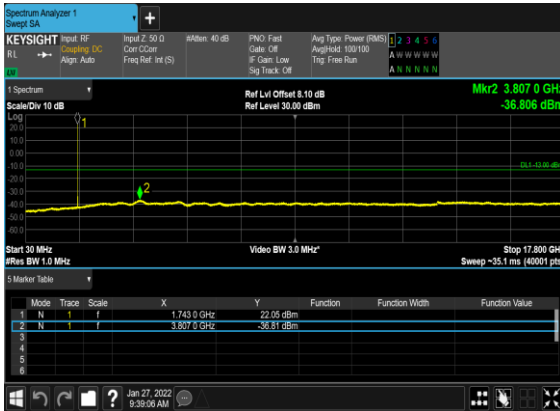 Spectrum Analyzer 1
Swept SA
KEYSIGHT Input: RF Input Z: 50 Ω #Atten: 40 dB PNO: Fast Avg Type: Power (RMS) 1 2 3 4 5 6
RL Coupling: DC Corr CCorr Gate: Off Avg|Hold: 100/100 A W W W W W
Align: Auto Freq Ref: Int (S) IF Gain: Low Trig: Free Run
LXI Sig Track: Off A N N N N N
1 Spectrum Ref Lvl Offset 8.10 dB Mkr2 3.807 0 GHz
Scale/Div 10 dB Ref Level 30.00 dBm -36.806 dBm
Log
20.0
10.0
0.00
-10.0
DL1 -13.00 dBm
-20.0
-30.0
-40.0
-50.0
-60.0
1
2
Start 30 MHz Video BW 3.0 MHz* Stop 17.800 GHz
#Res BW 1.0 MHz Sweep ~35.1 ms (40001 pts)
5 Marker Table
Mode Trace Scale X Y Function Function Width Function Value
1 N 1 f 1.743 0 GHz 22.05 dBm
2 N 1 f 3.807 0 GHz -36.81 dBm
3
4
5
6
Jan 27, 2022
9:39:06 AM